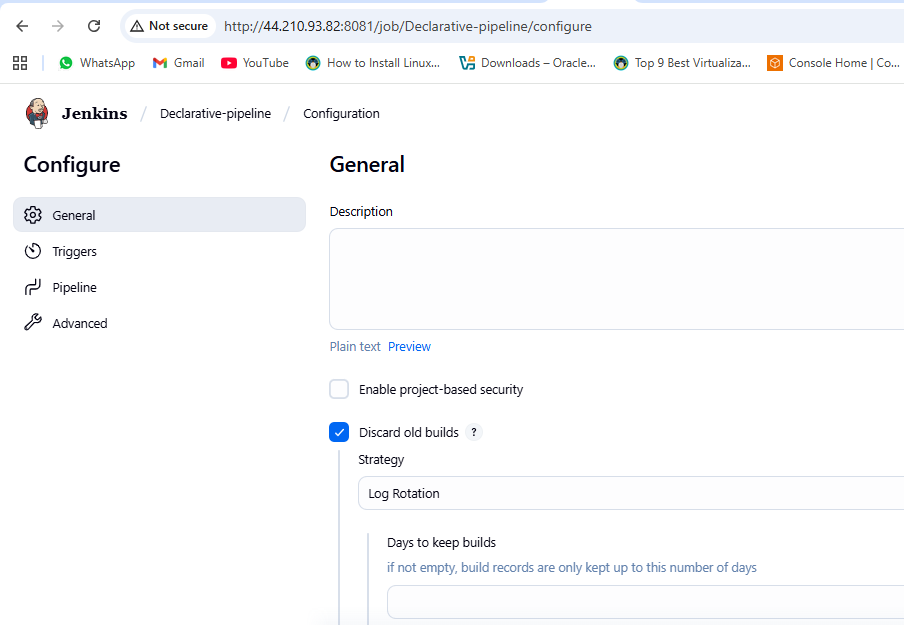 Not secure http://44.210.93.82:8081/job/Declarative-pipeline/configure
WhatsApp Gmail YouTube How to Install Linux... Downloads – Oracle... Top 9 Best Virtualiza... Console Home | Co...
Jenkins / Declarative-pipeline / Configuration
Configure
General
Triggers
Pipeline
Advanced
General
Description
Plain text Preview
Enable project-based security
Discard old builds ?
Strategy
Log Rotation
Days to keep builds
if not empty, build records are only kept up to this number of days